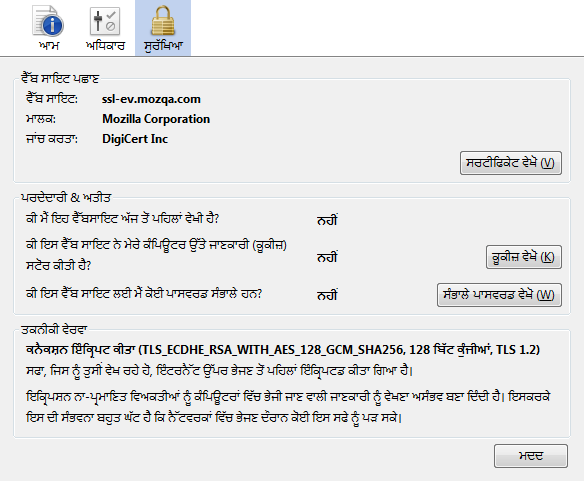 ਆਮ ਅਧਿਕਾਰ ਸੁਰੱਖਿਆ
ਵੈੱਬ ਸਾਇਟ ਪਛਾਣ
ਵੈੱਬ ਸਾਇਟ: ssl-ev.mozqa.com
ਮਾਲਕ: Mozilla Corporation
ਜਾਂਚ ਕਰਤਾ: DigiCert Inc
ਸਰਟੀਫਿਕੇਟ ਵੇਖੋ (V)
ਪਰਦੇਦਾਰੀ & ਅਤੀਤ
ਕੀ ਮੈਂ ਇਹ ਵੈੱਬਸਾਇਟ ਅੱਜ ਤੋਂ ਪਹਿਲਾਂ ਵੇਖੀ ਹੈ? ਨਹੀਂ
ਕੀ ਇਸ ਵੈੱਬ ਸਾਇਟ ਨੇ ਮੇਰੇ ਕੰਪਿਊਟਰ ਉੱਤੇ ਜਾਣਕਾਰੀ (ਕੂਕੀਜ਼)
ਸਟੋਰ ਕੀਤੀ ਹੈ? ਨਹੀਂ ਕੂਕੀਜ਼ ਵੇਖੋ (K)
ਕੀ ਇਸ ਵੈੱਬ ਸਾਇਟ ਲਈ ਮੈਂ ਕੋਈ ਪਾਸਵਰਡ ਸੰਭਾਲੇ ਹਨ? ਨਹੀਂ ਸੰਭਾਲੇ ਪਾਸਵਰਡ ਵੇਖੋ (W)
ਤਕਨੀਕੀ ਵੇਰਵਾ
ਕਨੈਕਸ਼ਨ ਇੰਕ੍ਰਿਪਟ ਕੀਤਾ (TLS_ECDHE_RSA_WITH_AES_128_GCM_SHA256, 128 ਬਿੱਟ ਕੁੰਜੀਆਂ, TLS 1.2)
ਸਫਾ, ਜਿਸ ਨੂੰ ਤੁਸੀਂ ਵੇਖ ਰਹੇ ਹੋ, ਇੰਟਰਨੈੱਟ ਉੱਪਰ ਭੇਜਣ ਤੋਂ ਪਹਿਲਾਂ ਇੰਕ੍ਰਿਪਟਡ ਕੀਤਾ ਗਿਆ ਹੈ।
ਇਕ੍ਰਿਪਸ਼ਨ ਨਾ-ਪ੍ਰਮਾਣਿਤ ਵਿਅਕਤੀਆਂ ਨੂੰ ਕੰਪਿਊਟਰਾਂ ਵਿੱਚ ਭੇਜੀ ਜਾਣ ਵਾਲੀ ਜਾਣਕਾਰੀ ਨੂੰ ਵੇਖਣਾ ਅਸੰਭਵ ਬਣਾ ਦਿੰਦੀ ਹੈ। ਇਸਕਰਕੇ
ਇਸ ਦੀ ਸੰਭਵਨਾ ਬਹੁਤ ਘੱਟ ਹੈ ਕਿ ਨੈੱਟਵਰਕਾਂ ਵਿੱਚ ਭੇਜਣ ਦੌਰਾਨ ਕੋਈ ਇਸ ਸਫੇ ਨੂੰ ਪੜ ਸਕੇ।
ਮਦਦ